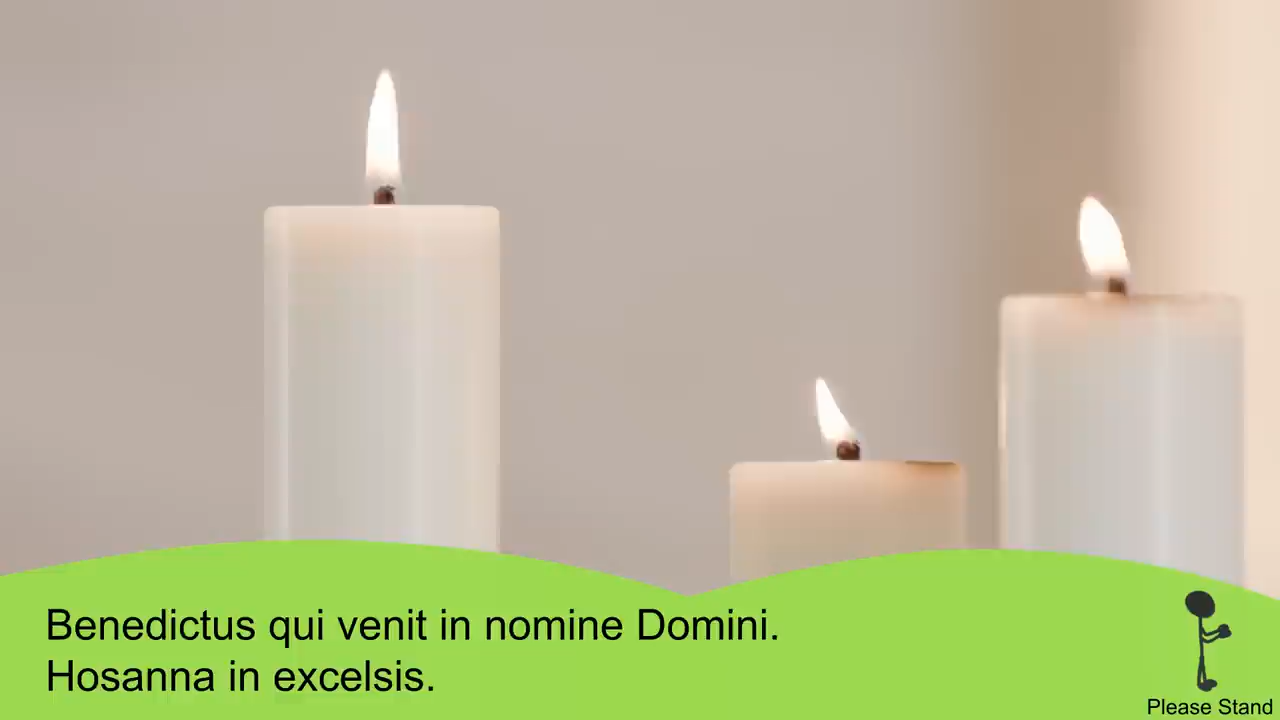 Benedictus qui venit in nomine Domini.
Hosanna in excelsis.
Please Stand